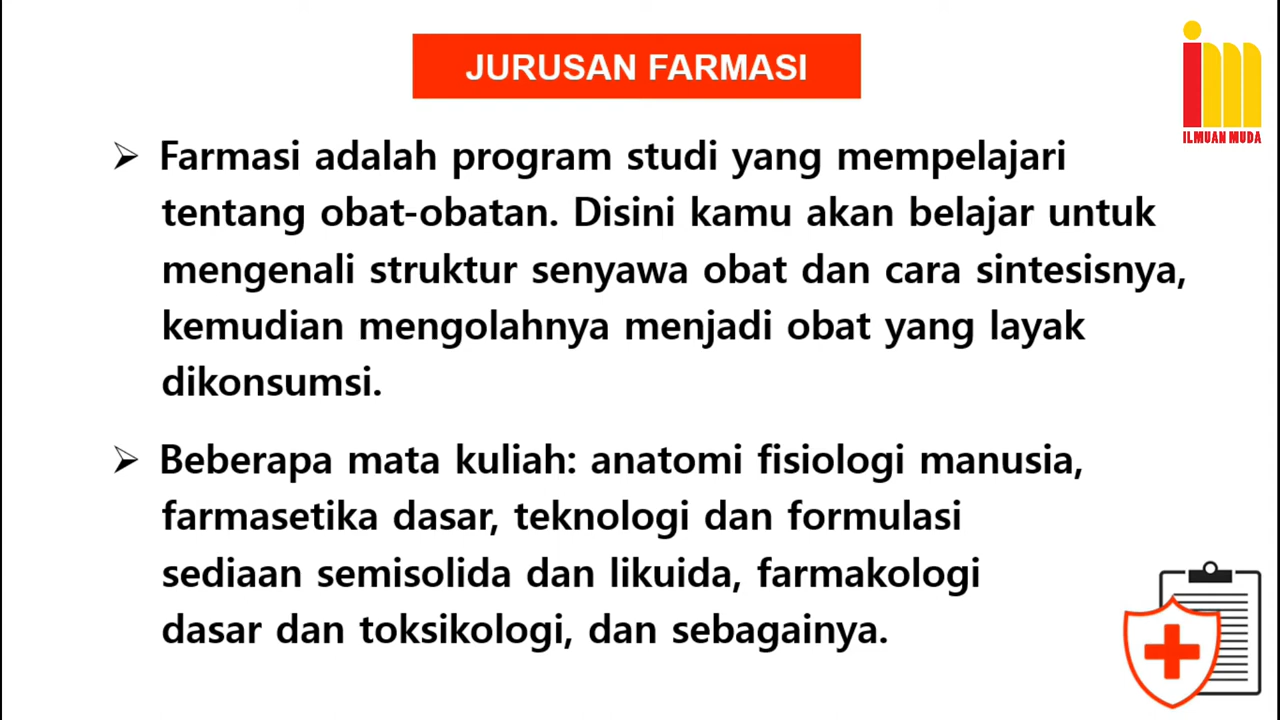 JURUSAN FARMASI
ILMUAN MUDA
➢ Farmasi adalah program studi yang mempelajari
tentang obat-obatan. Disini kamu akan belajar untuk
mengenali struktur senyawa obat dan cara sintesisnya,
kemudian mengolahnya menjadi obat yang layak
dikonsumsi.
➢ Beberapa mata kuliah: anatomi fisiologi manusia,
farmasetika dasar, teknologi dan formulasi
sediaan semisolida dan likuida, farmakologi
dasar dan toksikologi, dan sebagainya.